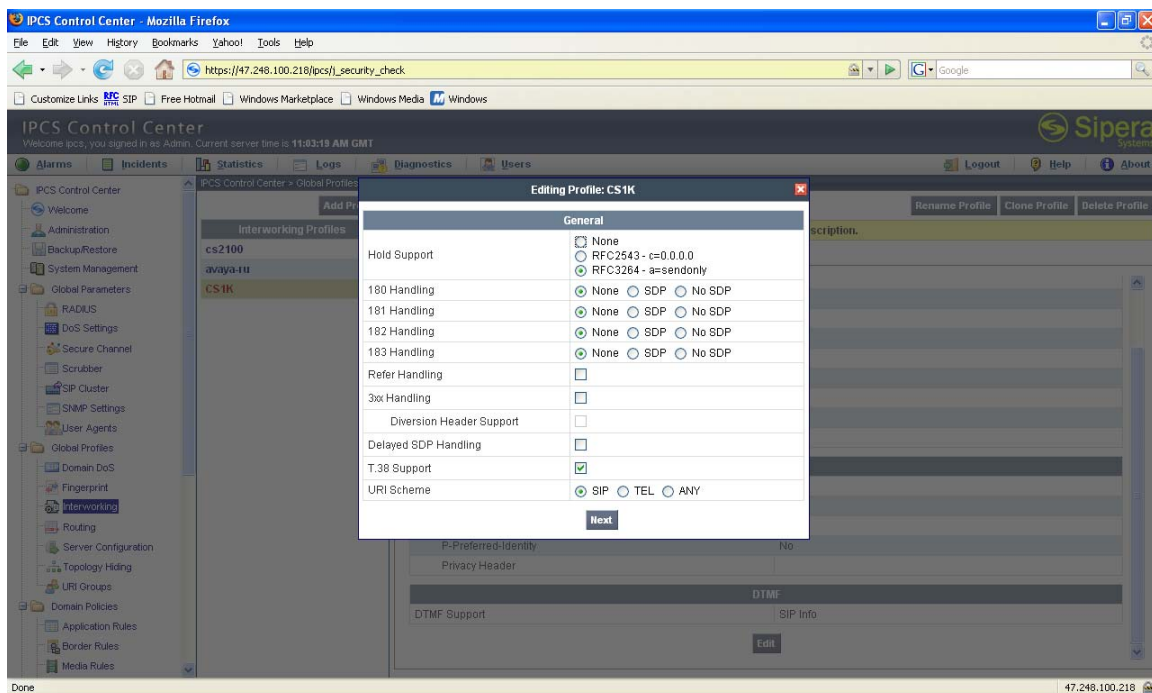 IPCS Control Center - Mozilla Firefox
File Edit View History Bookmarks Yahoo! Tools Help
https://47.248.100.218/ipcs/j_security_check
Google
Customize Links RFC HTML SIP Free Hotmail Windows Marketplace Windows Media Windows
IPCS Control Center
Welcome ipcs, you signed in as Admin. Current server time is 11:03:19 AM GMT
Sipera
Systems
Alarms Incidents Statistics Logs Diagnostics Users Logout Help About
IPCS Control Center
Welcome
Administration
Backup/Restore
System Management
Global Parameters
RADIUS
DoS Settings
Secure Channel
Scrubber
SIP Cluster
SNMP Settings
User Agents
Global Profiles
Domain DoS
Fingerprint
Interworking
Routing
Server Configuration
Topology Hiding
URI Groups
Domain Policies
Application Rules
Border Rules
Media Rules
IPCS Control Center > Global Profiles
Add Pr
Rename Profile Clone Profile Delete Profile
Interworking Profiles
cs2100
avaya-ru
CS1K
scription.
Editing Profile: CS1K
General
Hold Support
None
RFC2543 - c=0.0.0.0
RFC3264 - a=sendonly
180 Handling None SDP No SDP
181 Handling None SDP No SDP
182 Handling None SDP No SDP
183 Handling None SDP No SDP
Refer Handling
3xx Handling
Diversion Header Support
Delayed SDP Handling
T.38 Support
URI Scheme SIP TEL ANY
Next
P-Preferred-Identity No
Privacy Header
DTMF
DTMF Support SIP Info
Edit
Done 47.248.100.218